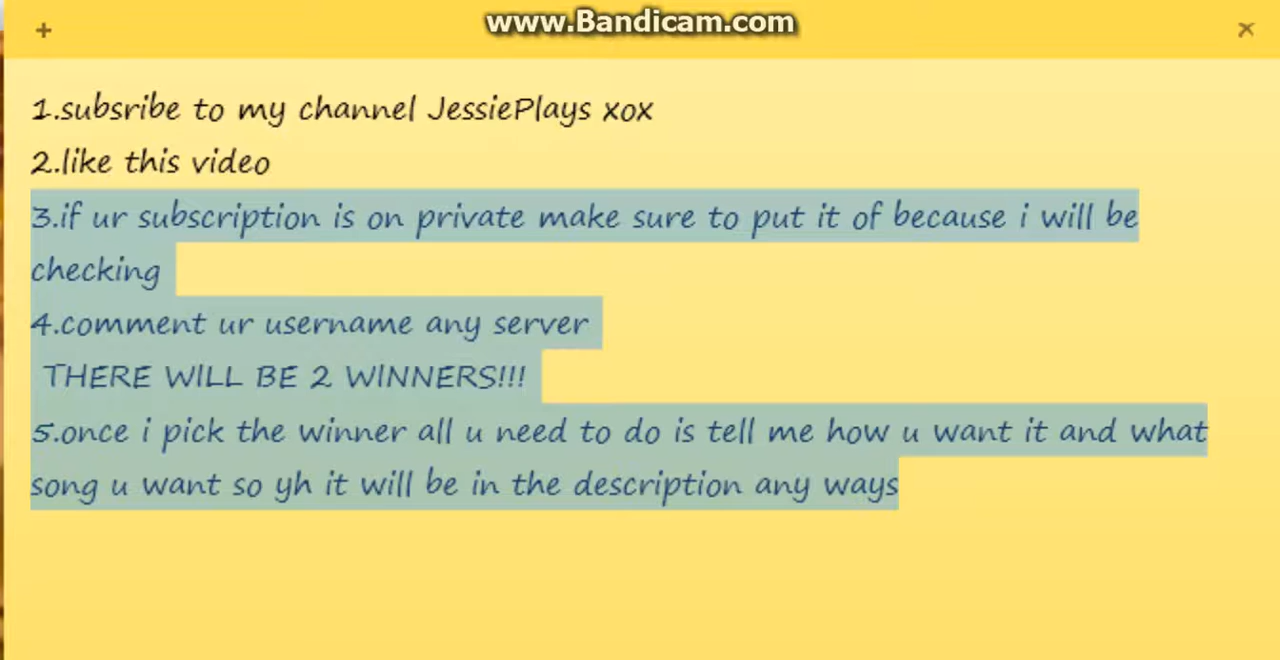 www.Bandicam.com
1.subsribe to my channel JessiePlays xox
2.like this video
3.if ur subscription is on private make sure to put it of because i will be
checking
4.comment ur username any server
THERE WILL BE 2 WINNERS!!!
5.once i pick the winner all u need to do is tell me how u want it and what
song u want so yh it will be in the description any ways